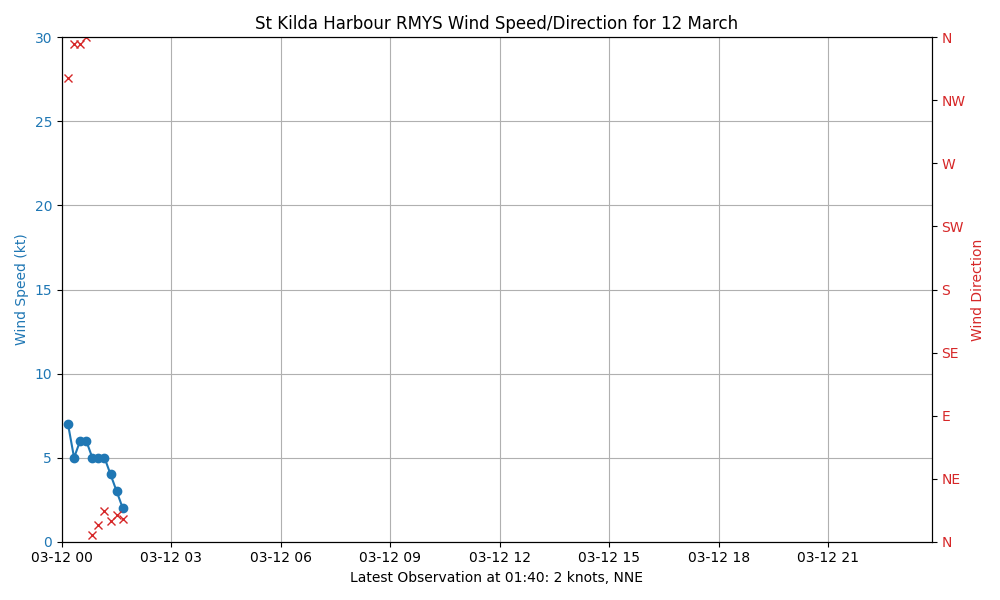 St Kilda Harbour RMYS Wind Speed/Direction for 12 March
30
25
20
15
10
5
0
Wind Speed (kt)
N
NW
W
SW
S
SE
E
NE
N
Wind Direction
03-12 00
03-12 03
03-12 06
03-12 09
03-12 12
03-12 15
03-12 18
03-12 21
Latest Observation at 01:40: 2 knots, NNE